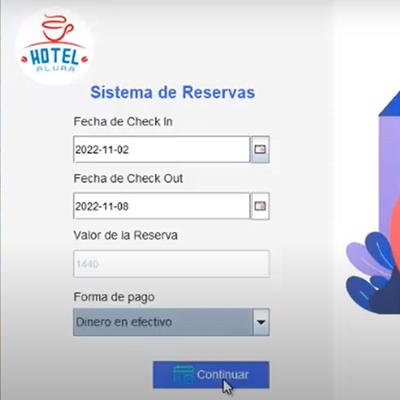 HOTEL
ALURA
Sistema de Reservas
Fecha de Check In
2022-11-02
Fecha de Check Out
2022-11-08
Valor de la Reserva
1440
Forma de pago
Dinero en efectivo
Continuar